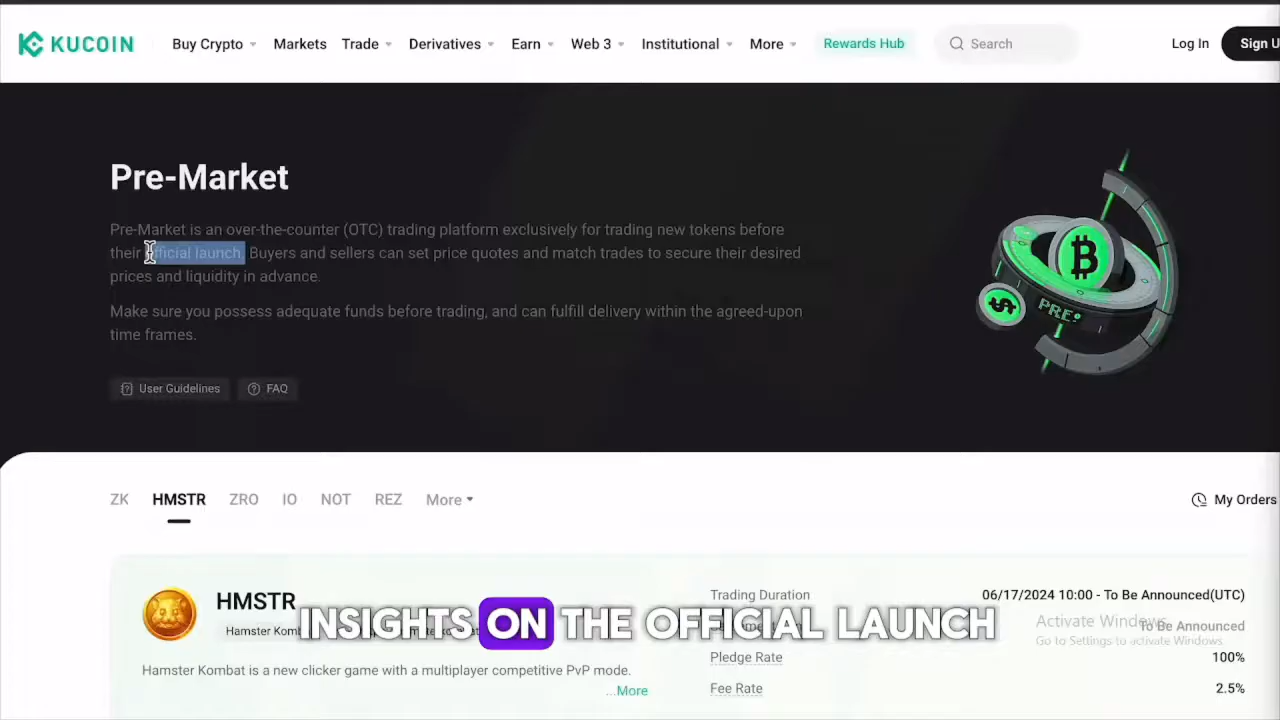 KUCOIN Buy Crypto Markets Trade Derivatives Earn Web 3 Institutional More Rewards Hub Search Log In Sign U
Pre-Market
Pre-Market is an over-the-counter (OTC) trading platform exclusively for trading new tokens before
their official launch. Buyers and sellers can set price quotes and match trades to secure their desired
prices and liquidity in advance.
Make sure you possess adequate funds before trading, and can fulfill delivery within the agreed-upon
time frames.
User Guidelines FAQ
PRE
ZK HMSTR ZRO IO NOT REZ More My Orders
HMSTR
Trading Duration 06/17/2024 10:00 - To Be Announced(UTC)
INSIGHTS ON THE OFFICIAL LAUNCH
Activate Windows
To Be Announced
Go to Settings to activate Windows.
Hamster
Pledge Rate 100%
Hamster Kombat is a new clicker game with a multiplayer competitive PvP mode.
...More
Fee Rate 2.5%